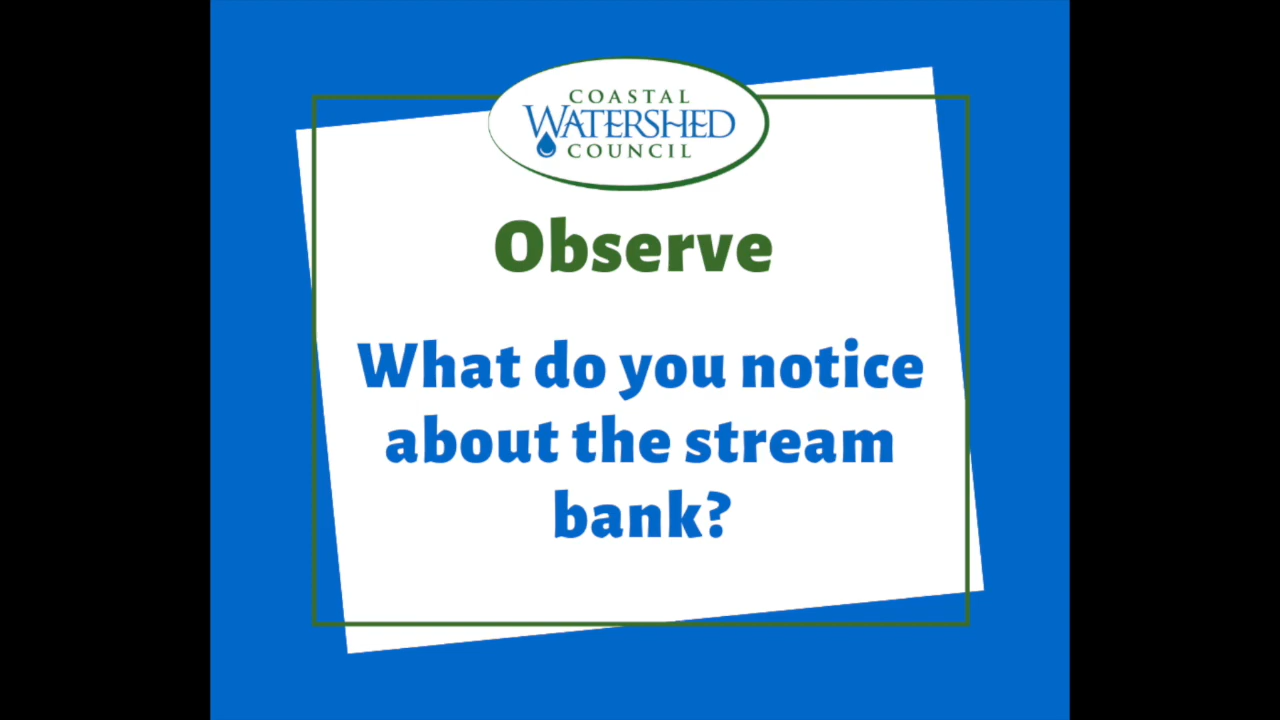 COASTAL
WATERSHED
COUNCIL
Observe
What do you notice
about the stream
bank?